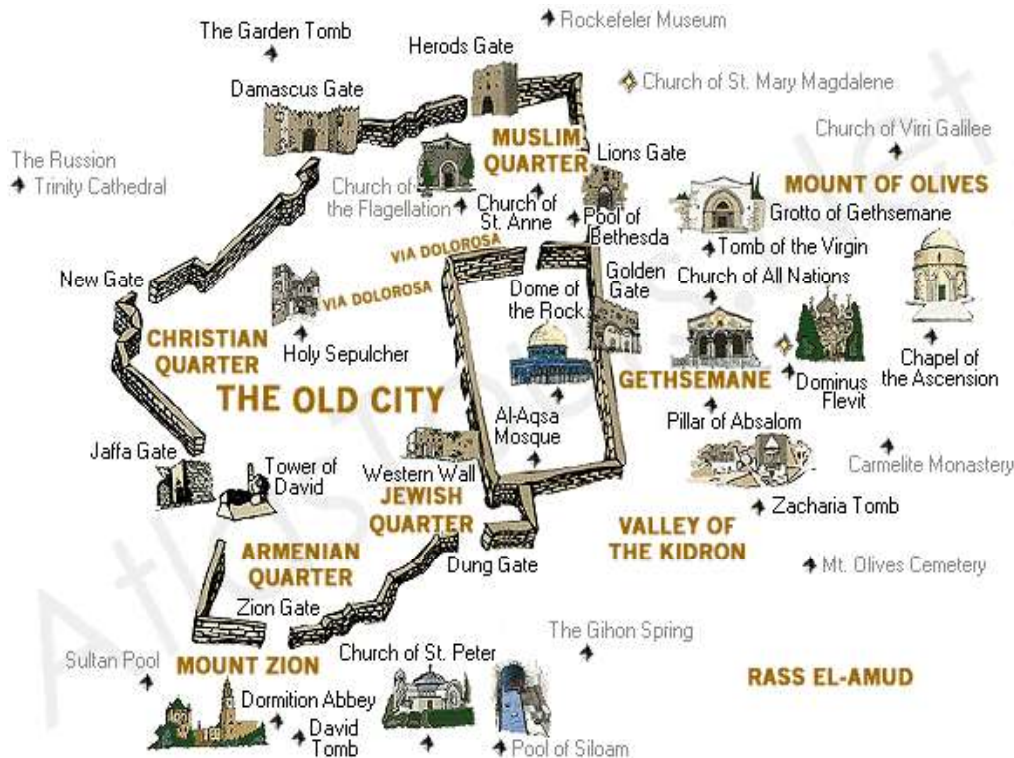 Rockefeler Museum
The Garden Tomb
Herods Gate
Damascus Gate
Church of St. Mary Magdalene
Church of Virri Galilee
MUSLIM
QUARTER
The Russion
Trinity Cathedral
Lions Gate
MOUNT OF OLIVES
Church of
the Flagellation
Church of
St. Anne
Pool of
Bethesda
Grotto of Gethsemane
Tomb of the Virgin
VIA DOLOROSA
New Gate
VIA DOLOROSA
Golden
Gate
Church of All Nations
Dome of
the Rock
CHRISTIAN
QUARTER
Holy Sepulcher
THE OLD CITY
GETHSEMANE
Dominus
Flevit
Chapel of
the Ascension
Al-Aqsa
Mosque
Pillar of Absalom
Jaffa Gate
Tower of
David
Western Wall
Carmelite Monastery
JEWISH
QUARTER
Zacharia Tomb
VALLEY OF
THE KIDRON
ARMENIAN
QUARTER
Dung Gate
Mt. Olives Cemetery
Zion Gate
The Gihon Spring
Sultan Pool
MOUNT ZION
Church of St. Peter
RASS EL-AMUD
Dormition Abbey
David
Tomb
Pool of Siloam